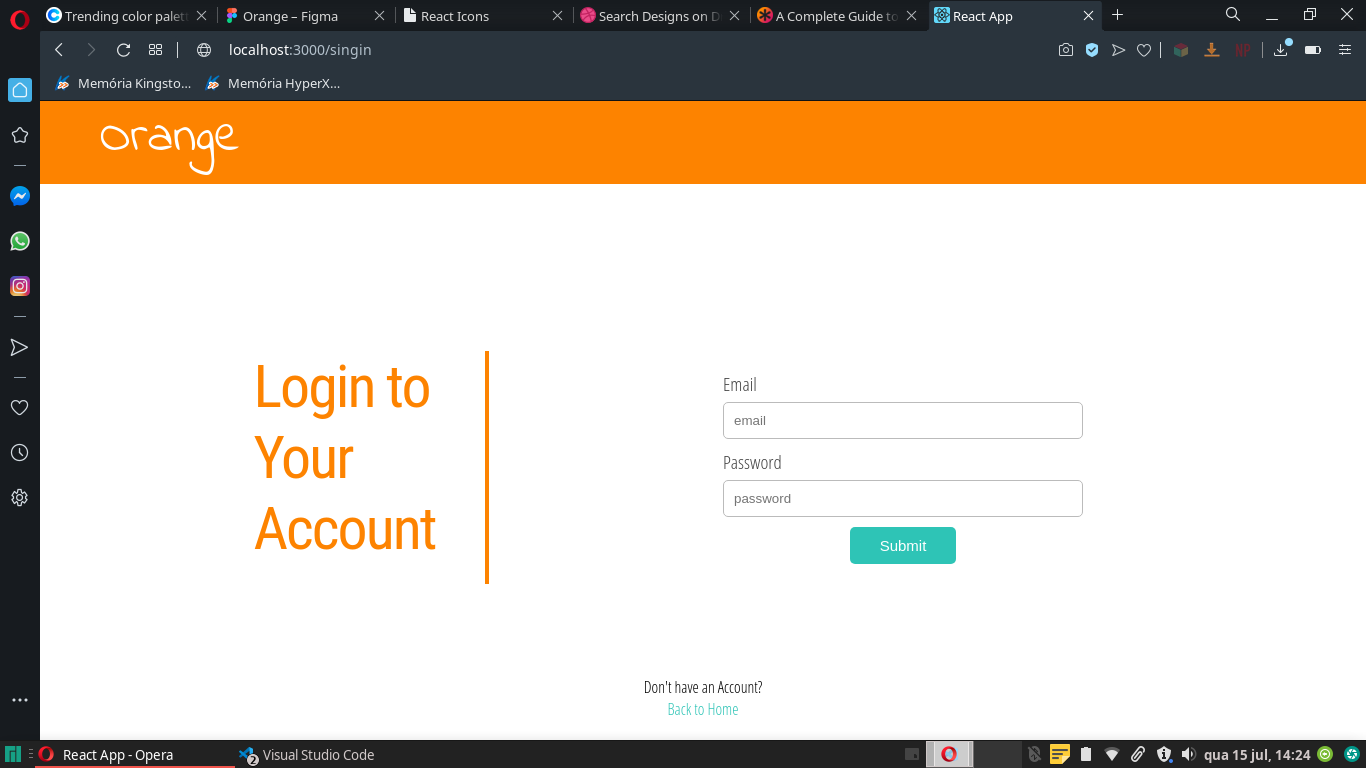 Trending color palett
Orange – Figma
React Icons
Search Designs on D
A Complete Guide to
React App
localhost:3000/singin
NP
Memória Kingsto...
Memória HyperX...
orange
Login to
Your
Account
Email
email
Password
password
Submit
Don't have an Account?
Back to Home
React App - Opera
2
Visual Studio Code
qua 15 jul, 14:24